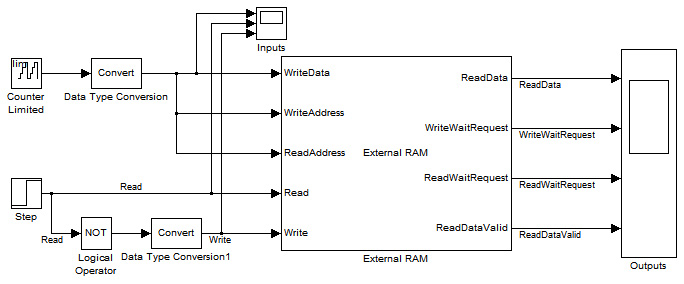 lim
Counter
Limited
Convert
Data Type Conversion
Inputs
WriteData
WriteAddress
ReadAddress
Read
Write
External RAM
ReadData
WriteWaitRequest
ReadWaitRequest
ReadDataValid
External RAM
ReadData
WriteWaitRequest
ReadWaitRequest
ReadDataValid
Outputs
Step
Read
Read
NOT
Logical
Operator
Convert
Data Type Conversion1
Write